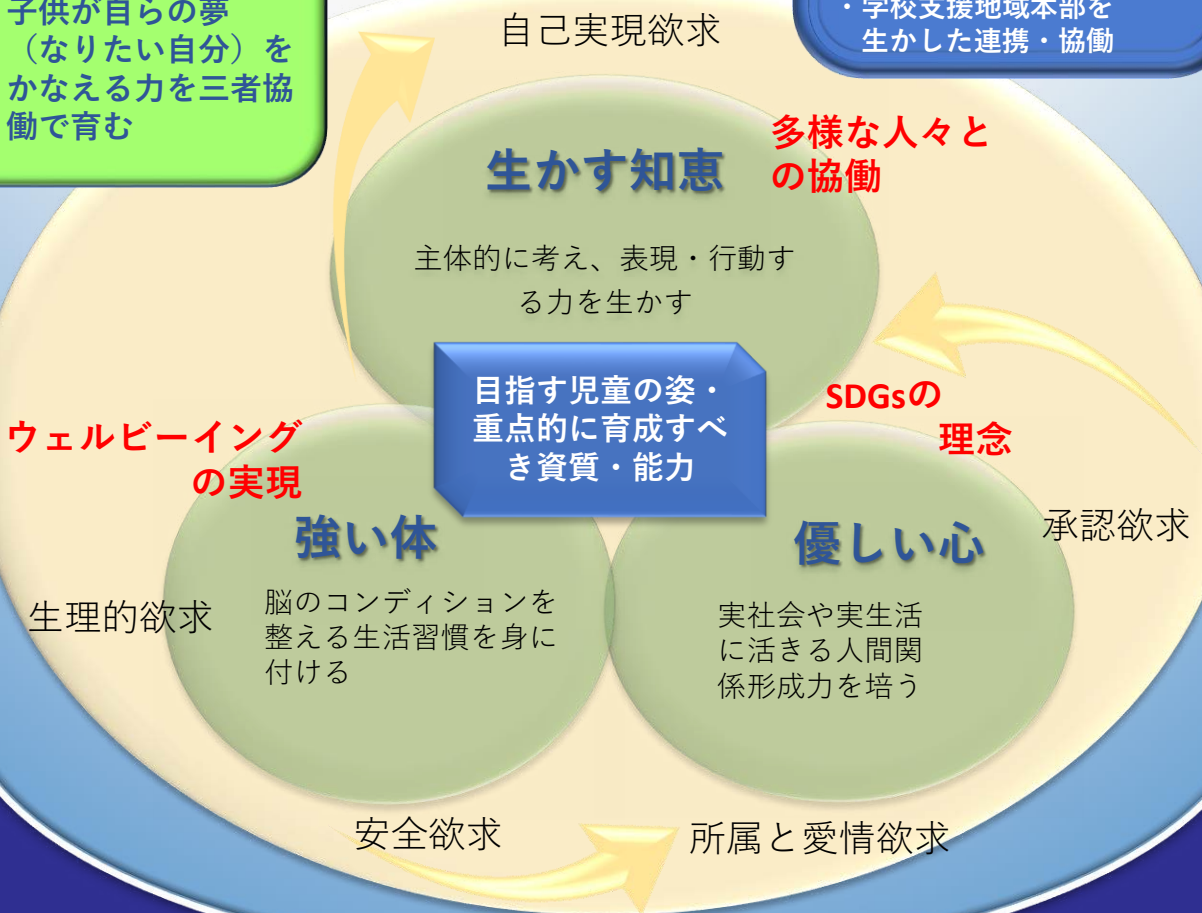 子供が自らの夢
（なりたい自分）を
かなえる力を三者協
働で育む
自己実現欲求
・学校支援地域本部を
生かした連携・協働
多様な人々と
の協働
生かす知恵
主体的に考え、表現・行動す
る力を生かす
目指す児童の姿・
重点的に育成すべ
き資質・能力
SDGsの
理念
ウェルビーイング
の実現
強い体
脳のコンディションを
整える生活習慣を身に
付ける
優しい心
実社会や実生活
に活きる人間関
係形成力を培う
承認欲求
生理的欲求
安全欲求
所属と愛情欲求